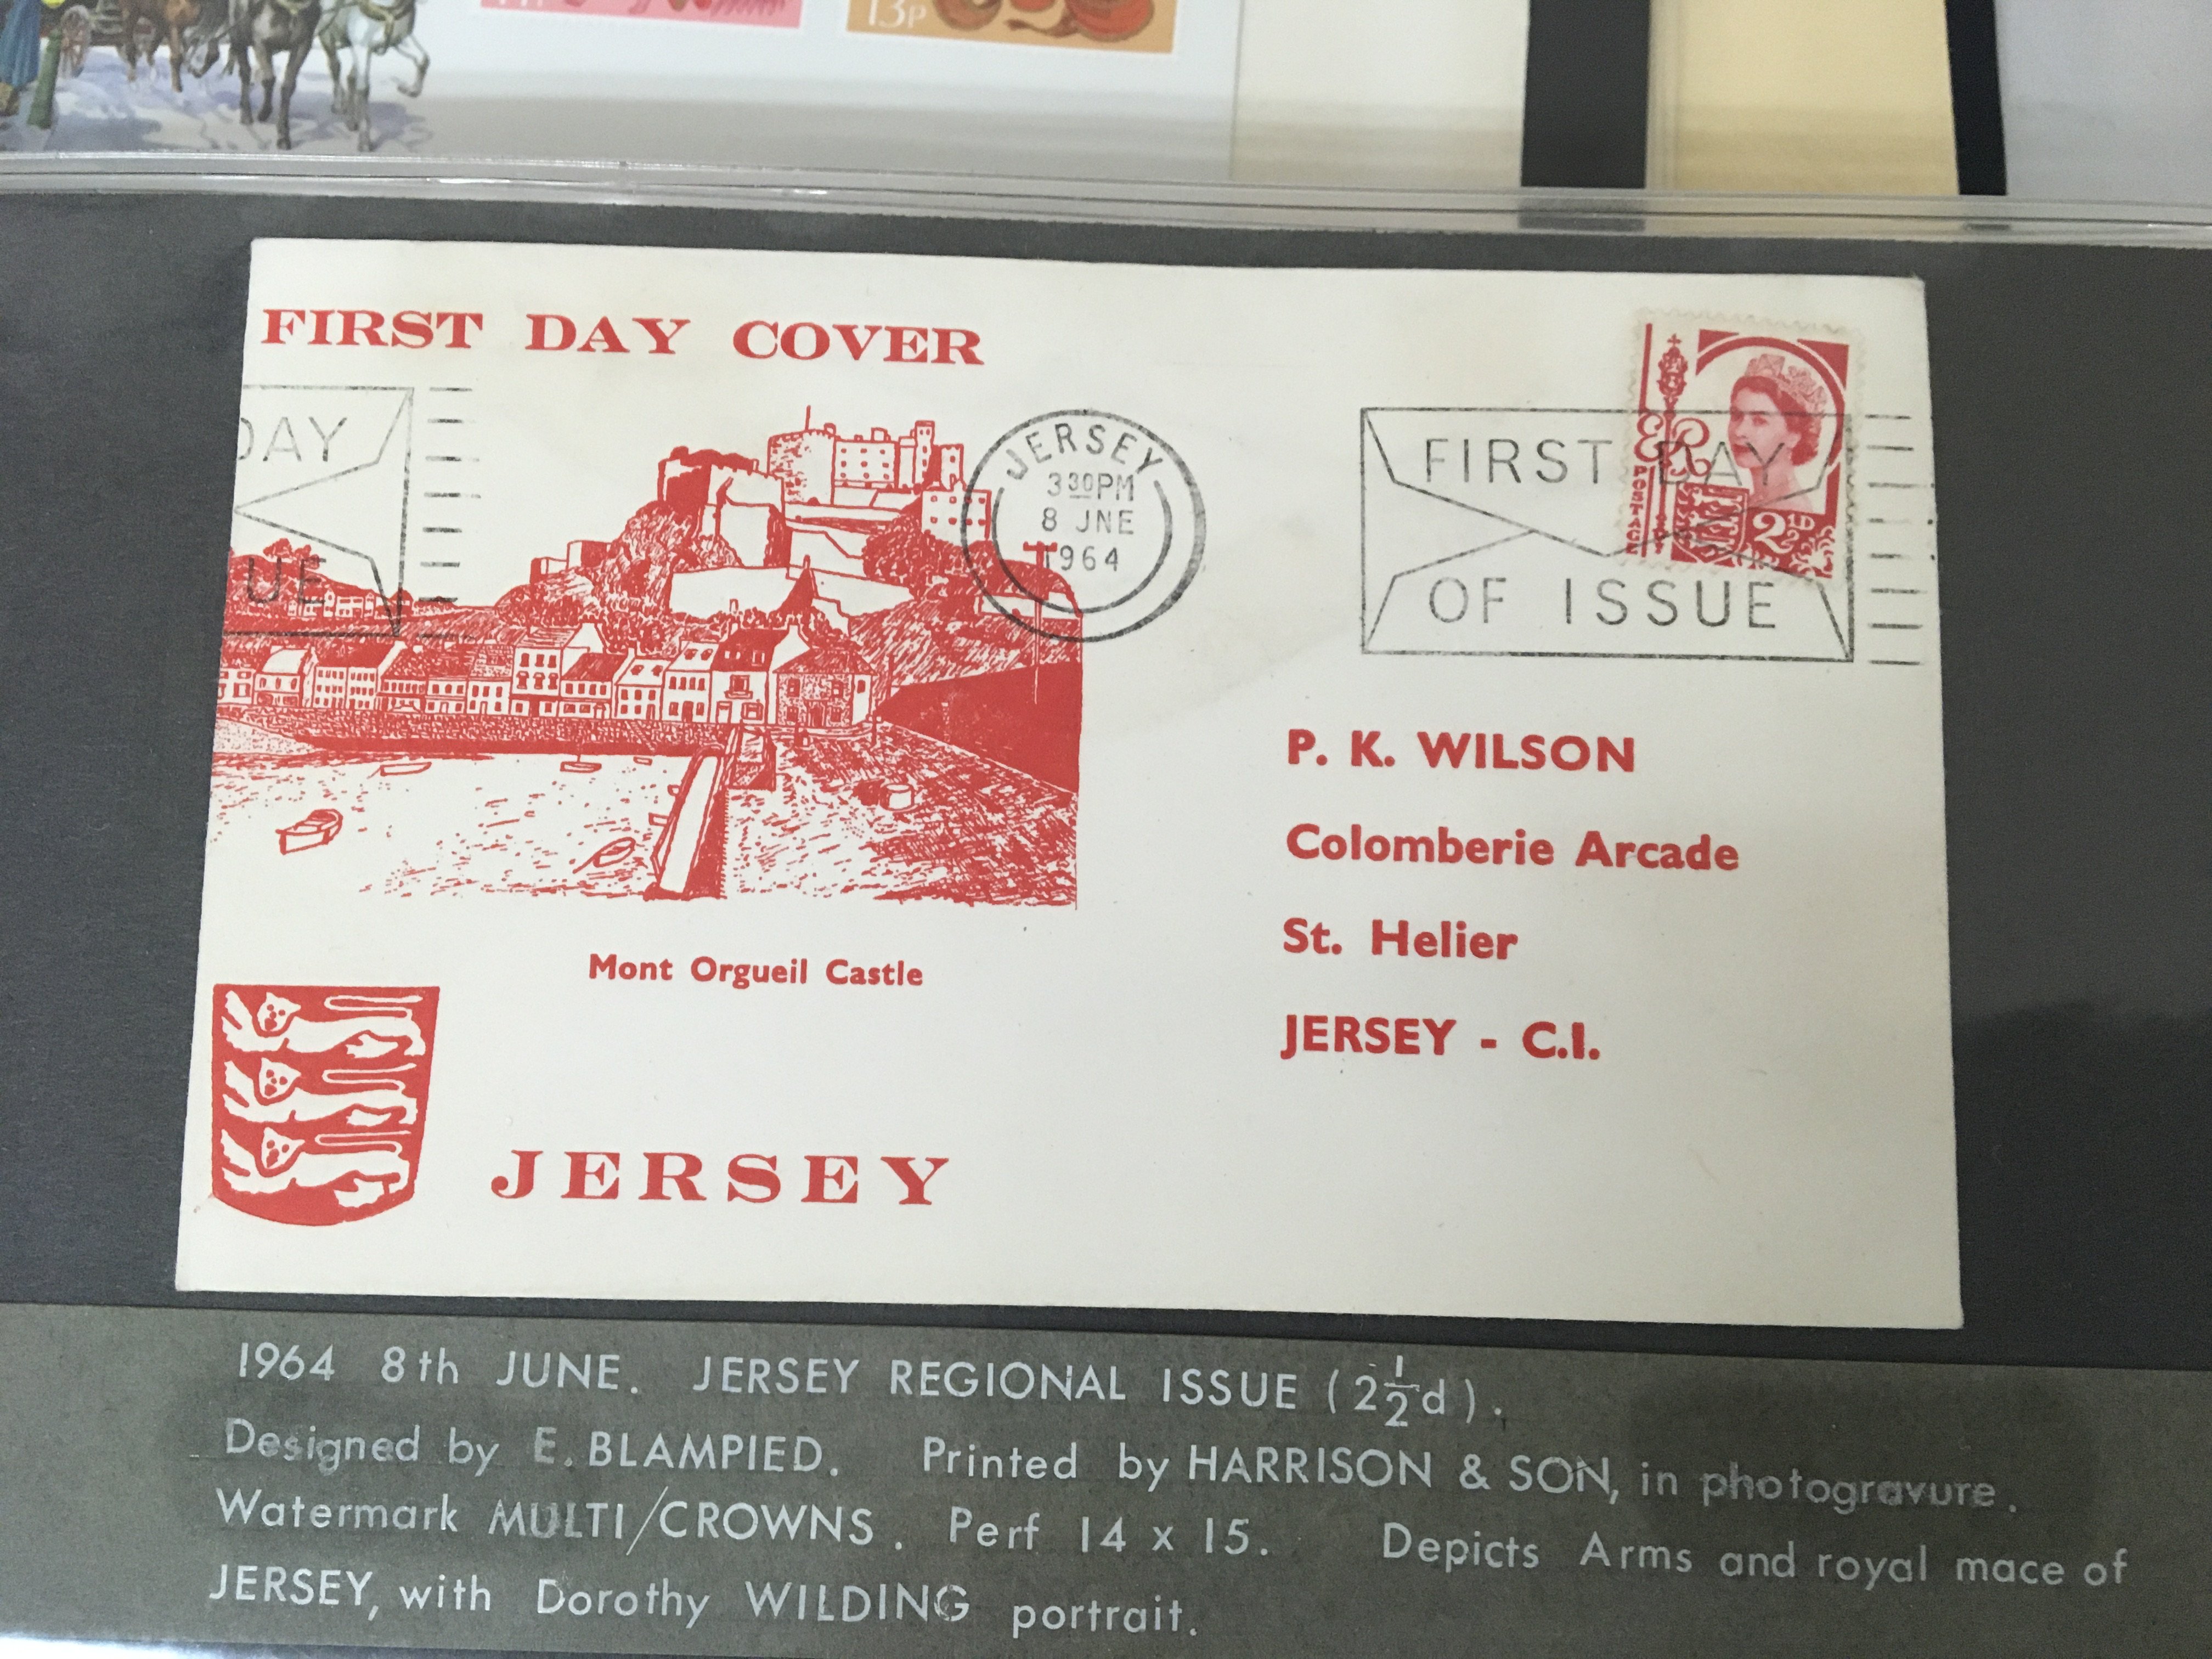 13P
FIRST DAY COVER
DAY
UE
JERSEY
3 30PM
8 JNE
1964
FIRST DAY
OF ISSUE
ER
POSTAGE
2½D
P. K. WILSON
Colomberie Arcade
St. Helier
JERSEY - C.I.
Mont Orgueil Castle
JERSEY
1964 8th JUNE. JERSEY REGIONAL ISSUE (2½d).
Designed by E. BLAMPIED. Printed by HARRISON & SON, in photogravure.
Watermark MULTI/CROWNS. Perf 14 x 15. Depicts Arms and royal mace of
JERSEY, with Dorothy WILDING portrait.